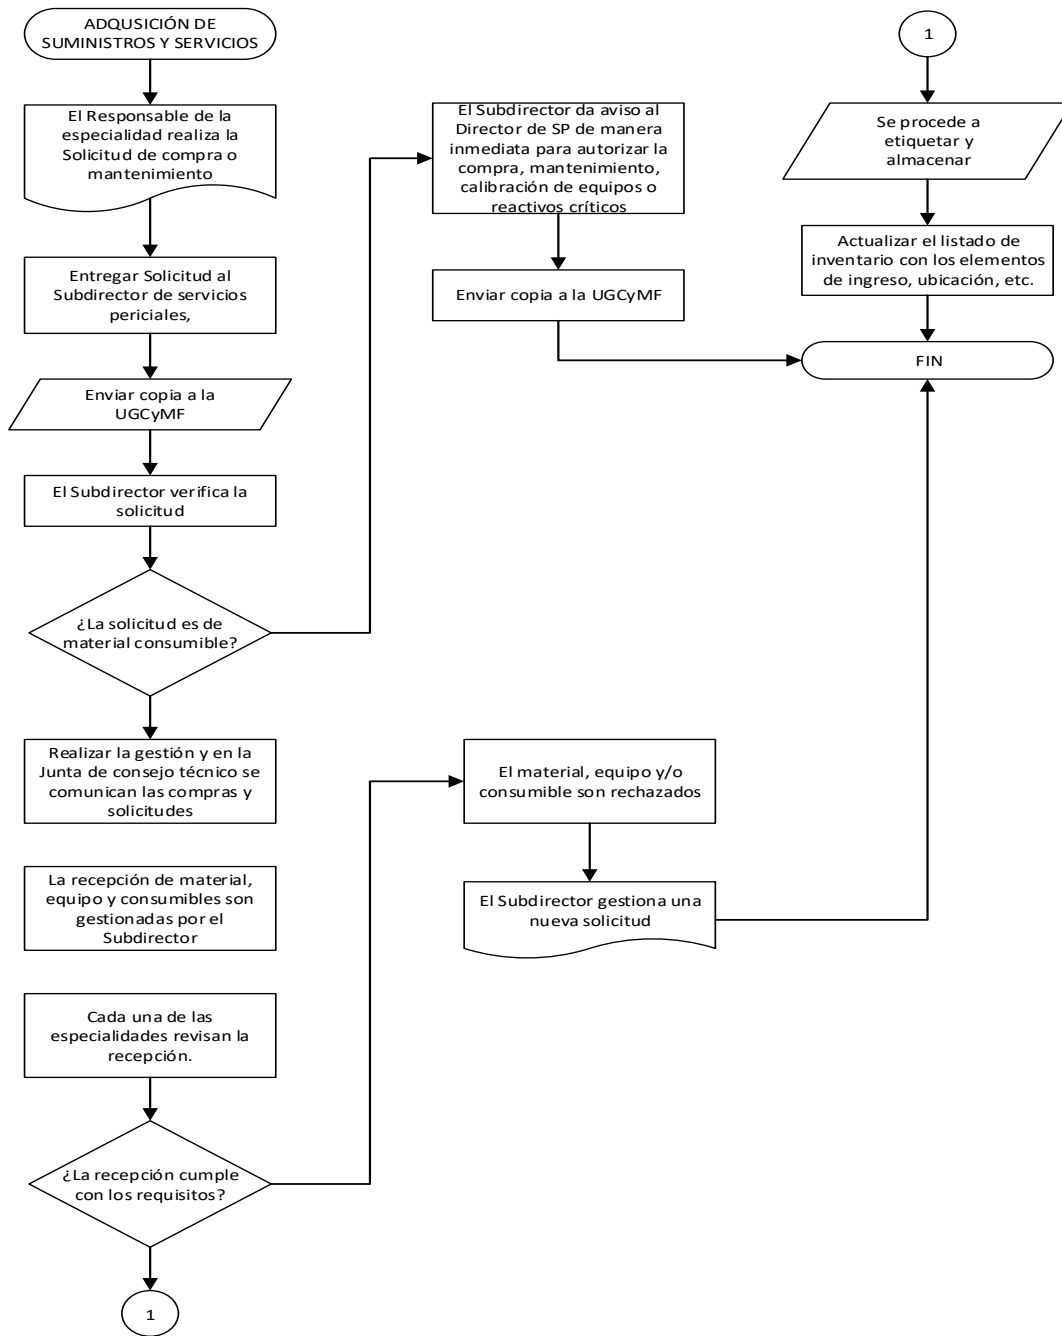 ADQUSICIÓN DE
SUMINISTROS Y SERVICIOS
El Responsable de la
especialidad realiza la
Solicitud de compra o
mantenimiento
Entregar Solicitud al
Subdirector de servicios
periciales,
Enviar copia a la
UGCyMF
El Subdirector verifica la
solicitud
¿La solicitud es de
material consumible?
Realizar la gestión y en la
Junta de consejo técnico se
comunican las compras y
solicitudes
La recepción de material,
equipo y consumibles son
gestionadas por el
Subdirector
Cada una de las
especialidades revisan la
recepción.
¿La recepción cumple
con los requisitos?
1
El Subdirector da aviso al
Director de SP de manera
inmediata para autorizar la
compra, mantenimiento,
calibración de equipos o
reactivos críticos
Enviar copia a la UGCyMF
El material, equipo y/o
consumible son rechazados
El Subdirector gestiona una
nueva solicitud
1
Se procede a
etiquetar y
almacenar
Actualizar el listado de
inventario con los elementos
de ingreso, ubicación, etc.
FIN